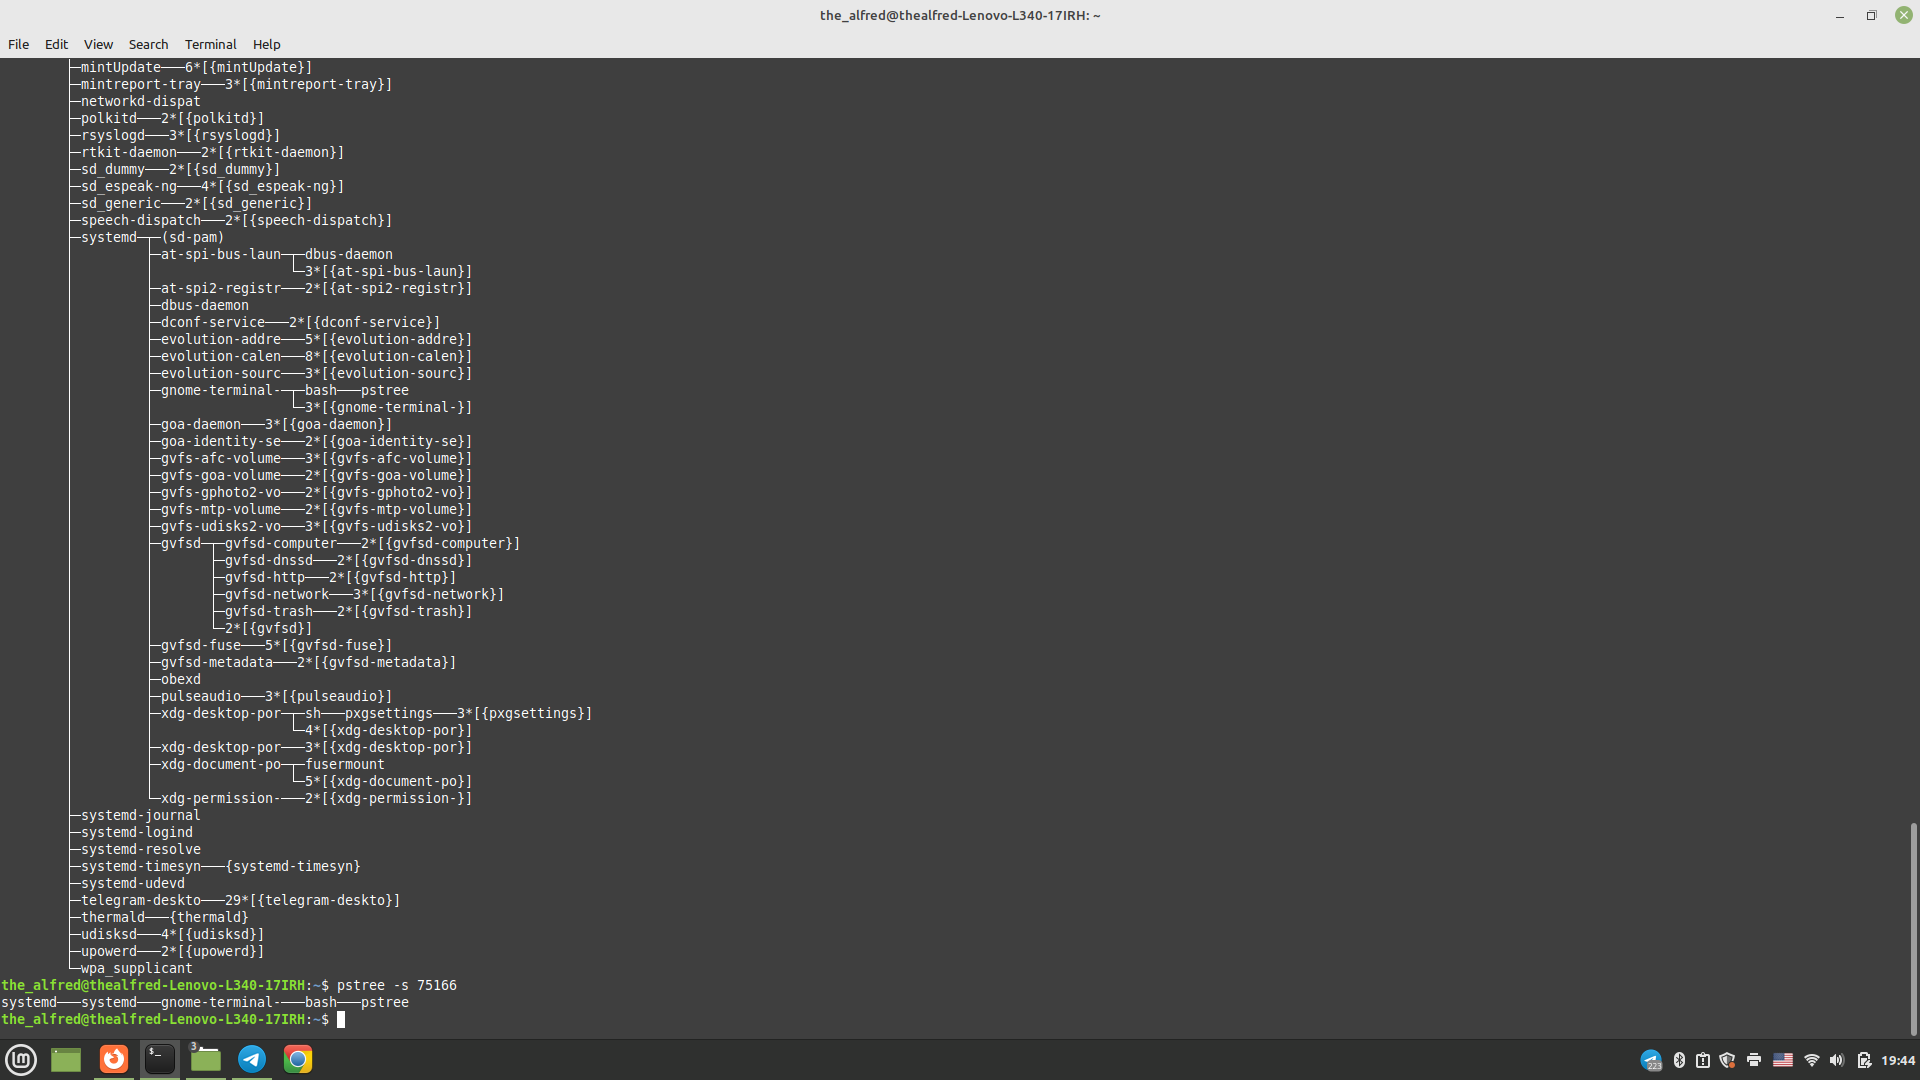 the_alfred@thealfred-Lenovo-L340-17IRH: ~
File Edit View Search Terminal Help
├─mintUpdate───6*[{mintUpdate}]
├─mintreport-tray───3*[{mintreport-tray}]
├─networkd-dispat
├─polkitd───2*[{polkitd}]
├─rsyslogd───3*[{rsyslogd}]
├─rtkit-daemon───2*[{rtkit-daemon}]
├─sd_dummy───2*[{sd_dummy}]
├─sd_espeak-ng───4*[{sd_espeak-ng}]
├─sd_generic───2*[{sd_generic}]
├─speech-dispatch───2*[{speech-dispatch}]
├─systemd─┬─(sd-pam)
│         ├─at-spi-bus-laun─┬─dbus-daemon
│         │                 └─3*[{at-spi-bus-laun}]
│         ├─at-spi2-registr───2*[{at-spi2-registr}]
│         ├─dbus-daemon
│         ├─dconf-service───2*[{dconf-service}]
│         ├─evolution-addre───5*[{evolution-addre}]
│         ├─evolution-calen───8*[{evolution-calen}]
│         ├─evolution-sourc───3*[{evolution-sourc}]
│         ├─gnome-terminal-─┬─bash───pstree
│         │                 └─3*[{gnome-terminal-}]
│         ├─goa-daemon───3*[{goa-daemon}]
│         ├─goa-identity-se───2*[{goa-identity-se}]
│         ├─gvfs-afc-volume───3*[{gvfs-afc-volume}]
│         ├─gvfs-goa-volume───2*[{gvfs-goa-volume}]
│         ├─gvfs-gphoto2-vo───2*[{gvfs-gphoto2-vo}]
│         ├─gvfs-mtp-volume───2*[{gvfs-mtp-volume}]
│         ├─gvfs-udisks2-vo───3*[{gvfs-udisks2-vo}]
│         ├─gvfsd─┬─gvfsd-computer───2*[{gvfsd-computer}]
│         │       ├─gvfsd-dnssd───2*[{gvfsd-dnssd}]
│         │       ├─gvfsd-http───2*[{gvfsd-http}]
│         │       ├─gvfsd-network───3*[{gvfsd-network}]
│         │       ├─gvfsd-trash───2*[{gvfsd-trash}]
│         │       └─2*[{gvfsd}]
│         ├─gvfsd-fuse───5*[{gvfsd-fuse}]
│         ├─gvfsd-metadata───2*[{gvfsd-metadata}]
│         ├─obexd
│         ├─pulseaudio───3*[{pulseaudio}]
│         ├─xdg-desktop-por─┬─sh───pxgsettings───3*[{pxgsettings}]
│         │                 └─4*[{xdg-desktop-por}]
│         ├─xdg-desktop-por───3*[{xdg-desktop-por}]
│         ├─xdg-document-po─┬─fusermount
│         │                 └─5*[{xdg-document-po}]
│         └─xdg-permission-───2*[{xdg-permission-}]
├─systemd-journal
├─systemd-logind
├─systemd-resolve
├─systemd-timesyn───{systemd-timesyn}
├─systemd-udevd
├─telegram-deskto───29*[{telegram-deskto}]
├─thermald───{thermald}
├─udisksd───4*[{udisksd}]
├─upowerd───2*[{upowerd}]
└─wpa_supplicant
the_alfred@thealfred-Lenovo-L340-17IRH:~$ pstree -s 75166
systemd───systemd───gnome-terminal-───bash───pstree
the_alfred@thealfred-Lenovo-L340-17IRH:~$
3
223
19:44